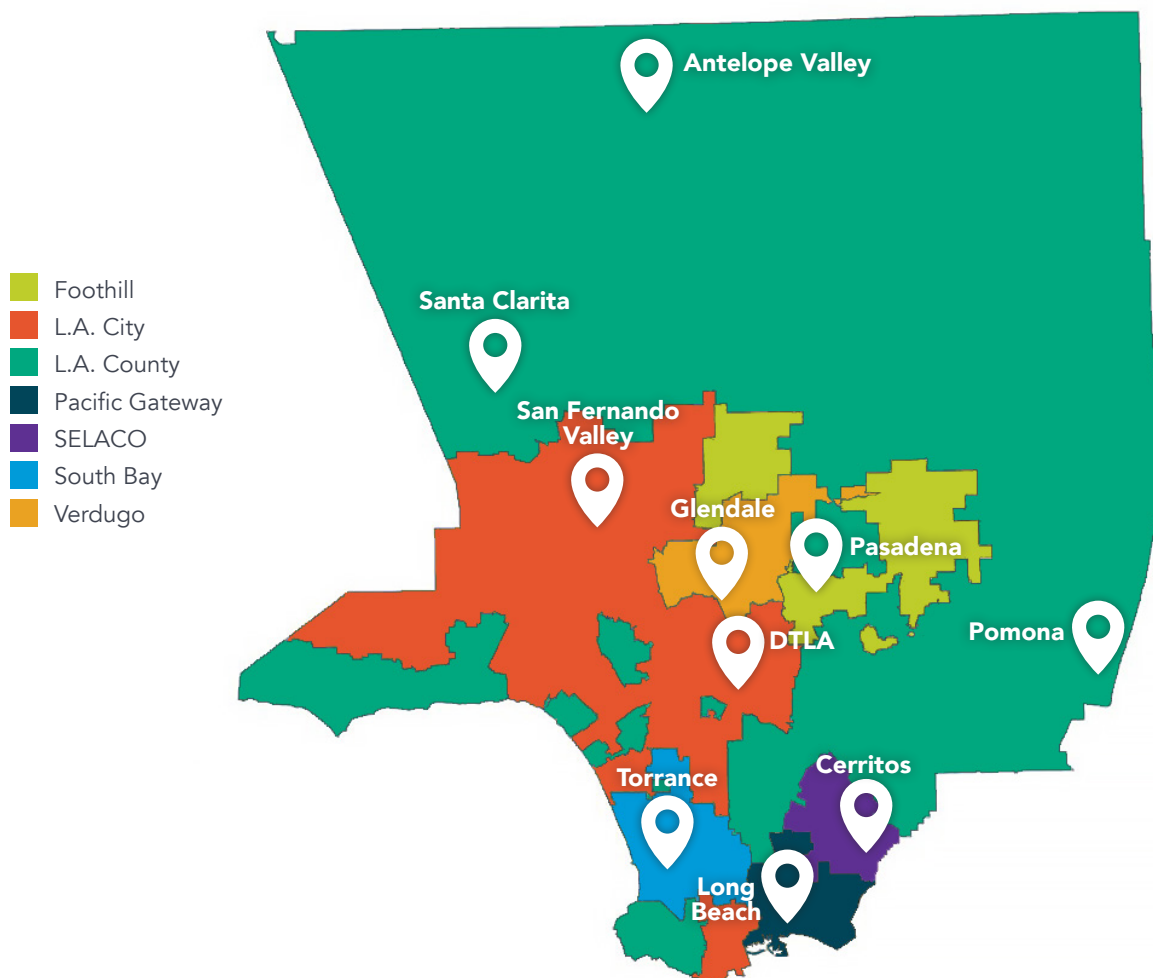 Antelope Valley
Foothill
L.A. City
L.A. County
Pacific Gateway
SELACO
South Bay
Verdugo
Santa Clarita
San Fernando
Valley
Glendale
Pasadena
Pomona
DTLA
Cerritos
Torrance
Long
Beach